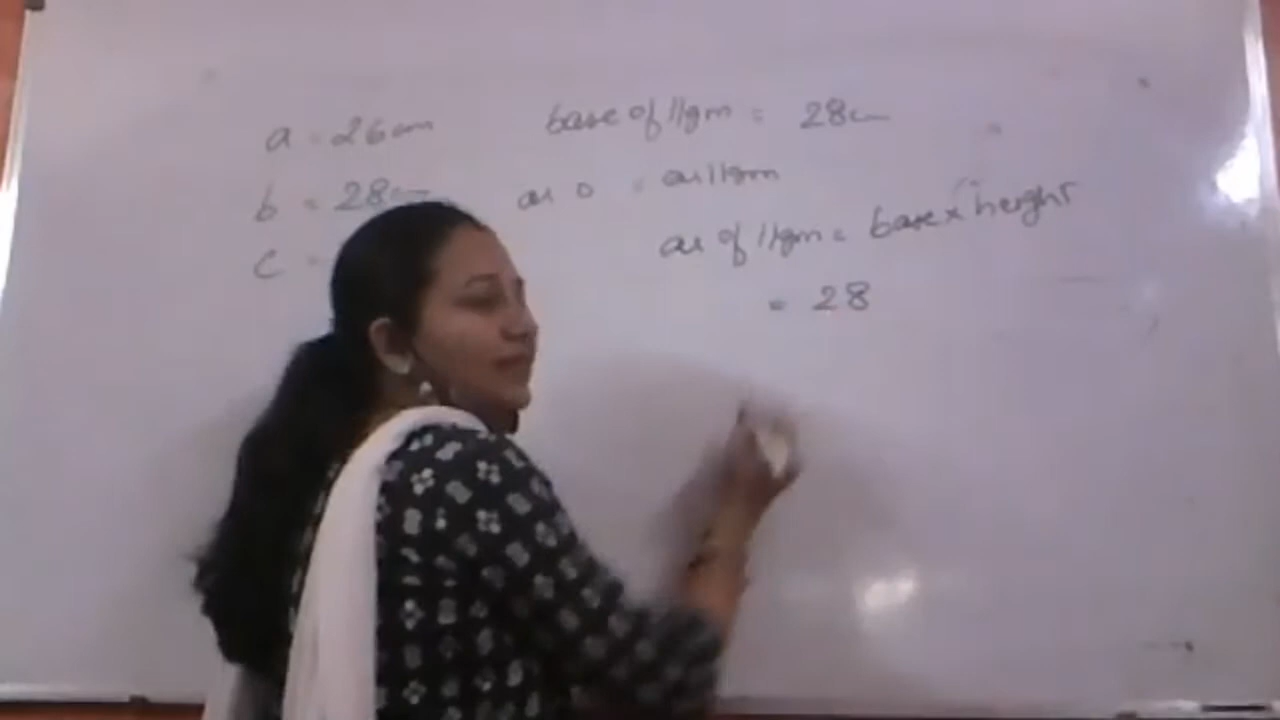 a = 26cm
b = 28cm
c =
base of llgm = 28cm
ar Δ = ar llgm
ar of llgm = base × height
= 28